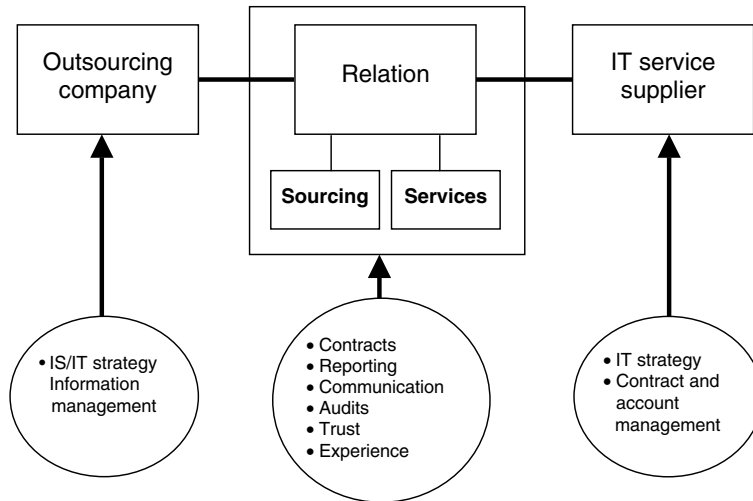 Outsourcing
company
Relation
IT service
supplier
Sourcing
Services
• IS/IT strategy
Information
management
• Contracts
• Reporting
• Communication
• Audits
• Trust
• Experience
• IT strategy
• Contract and
account
management